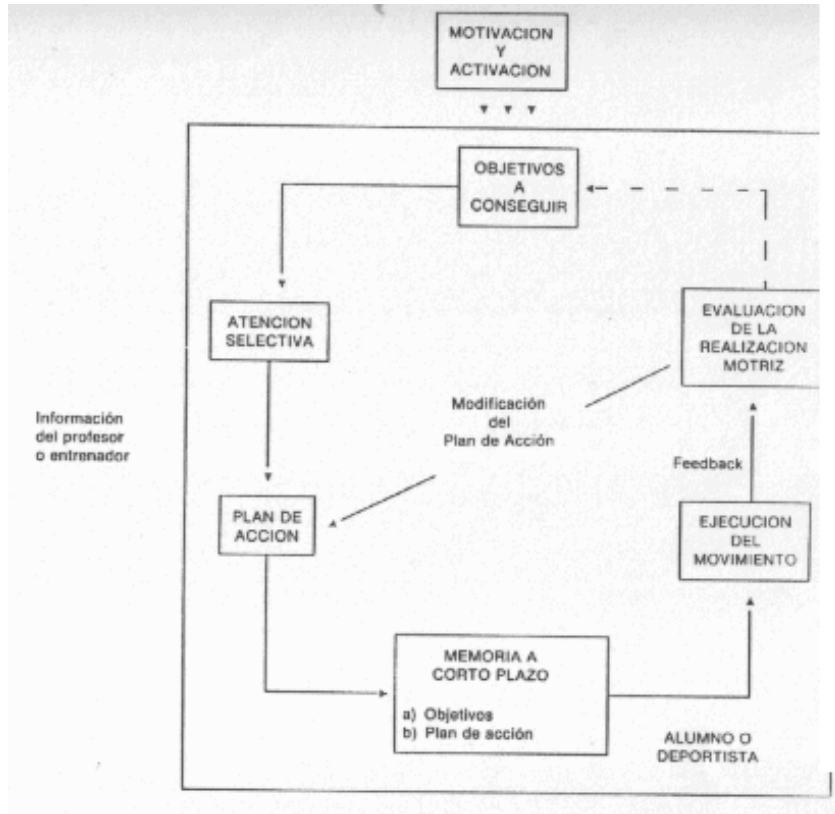 MOTIVACION
Y
ACTIVACION
OBJETIVOS
A
CONSEGUIR
ATENCION
SELECTIVA
EVALUACION
DE LA
REALIZACION
MOTRIZ
Información
del profesor
o entrenador
Modificación
del
Plan de Acción
Feedback
PLAN DE
ACCION
EJECUCION
DEL
MOVIMIENTO
MEMORIA A
CORTO PLAZO
a) Objetivos
b) Plan de acción
ALUMNO O
DEPORTISTA